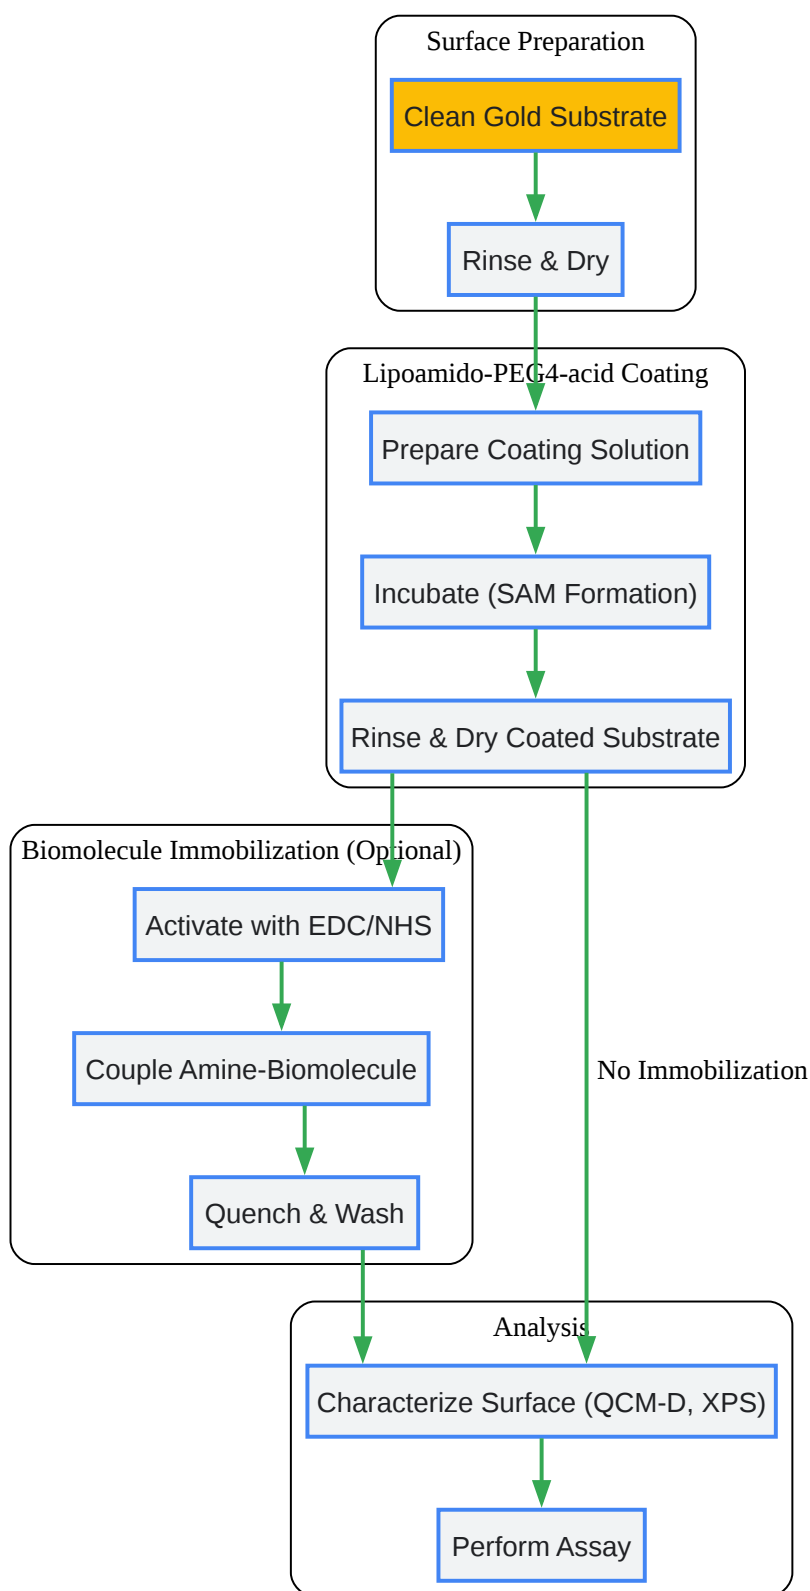 Surface Preparation
Clean Gold Substrate
Rinse & Dry
Lipoamido-PEG4-acid Coating
Prepare Coating Solution
Incubate (SAM Formation)
Rinse & Dry Coated Substrate
Biomolecule Immobilization (Optional)
Activate with EDC/NHS
Couple Amine-Biomolecule
No Immobilization
Quench & Wash
Analysis
Characterize Surface (QCM-D, XPS)
Perform Assay